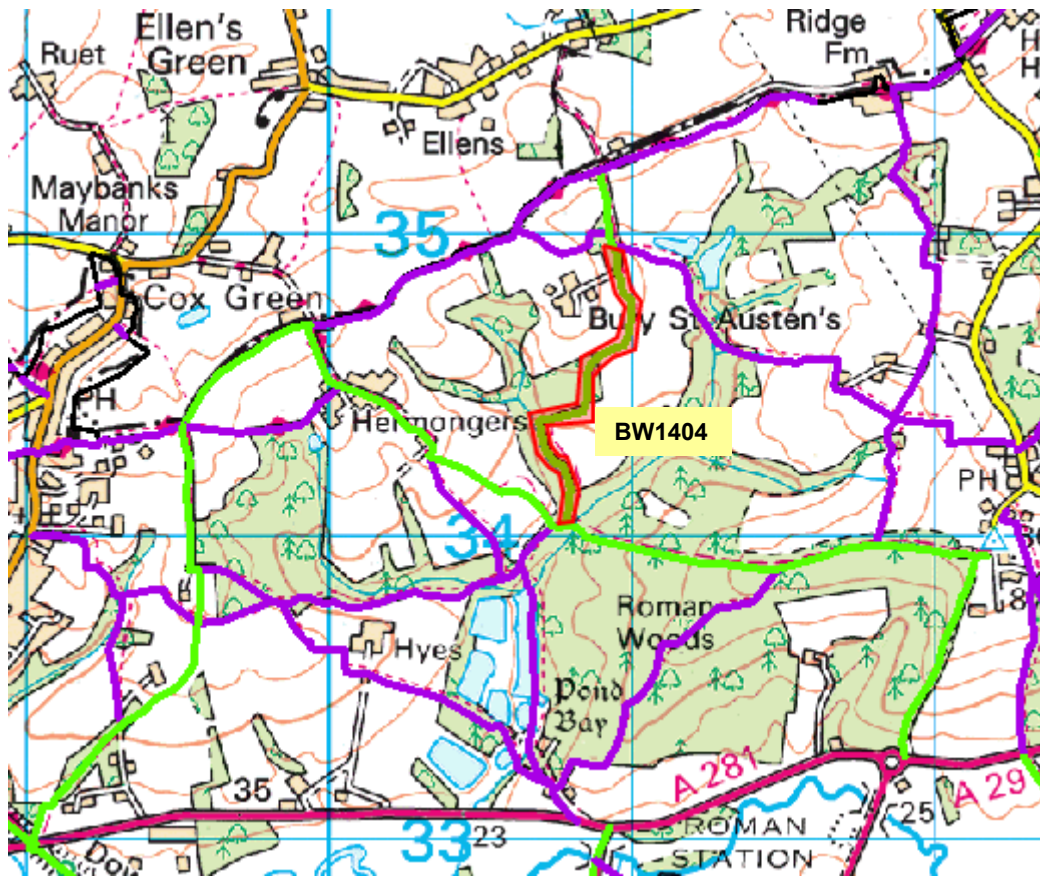 Ellen's
Green
Ruet
Ridge
Fm
Ellens
Maybanks
Manor
35
Cox Green
Bury St Austen's
PH
Hermongers
BW1404
PH
34
Roman
Woods
Hyes
Pond
Bay
A 281
35
A 29
25
33
23
ROMAN
STATION